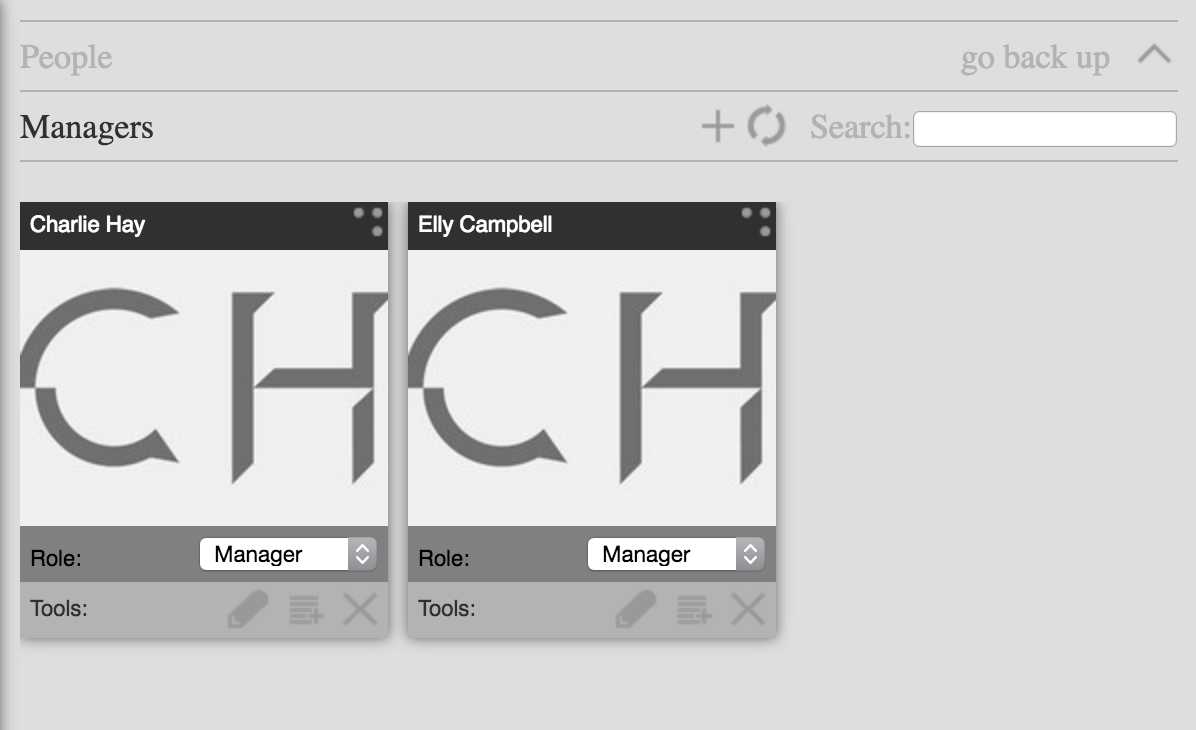 People go back up
Managers Search:
Charlie Hay Elly Campbell
CH CH
Role: Manager Role: Manager
Tools: Tools: